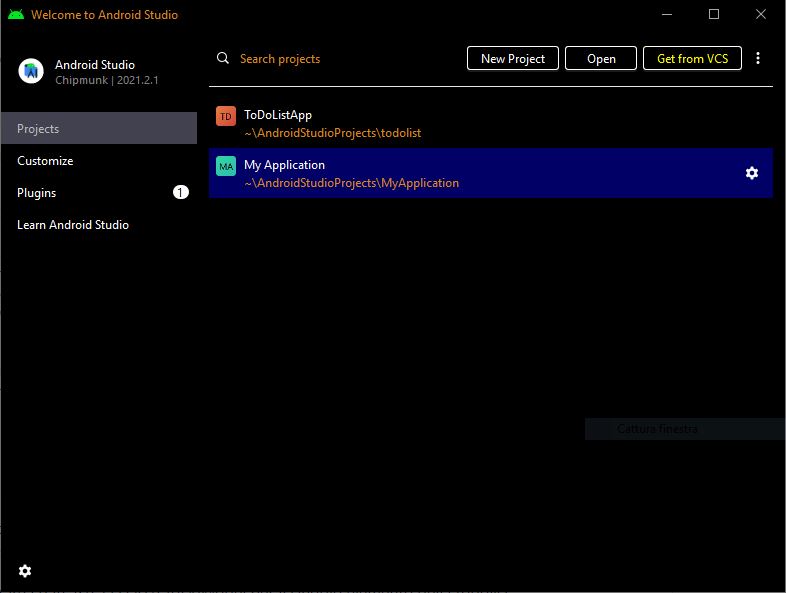 Welcome to Android Studio
Android Studio
Chipmunk | 2021.2.1
Search projects
New Project
Open
Get from VCS
Projects
Customize
Plugins
1
Learn Android Studio
TD
ToDoListApp
~\AndroidStudioProjects\todolist
MA
My Application
~\AndroidStudioProjects\MyApplication
Cattura finestra